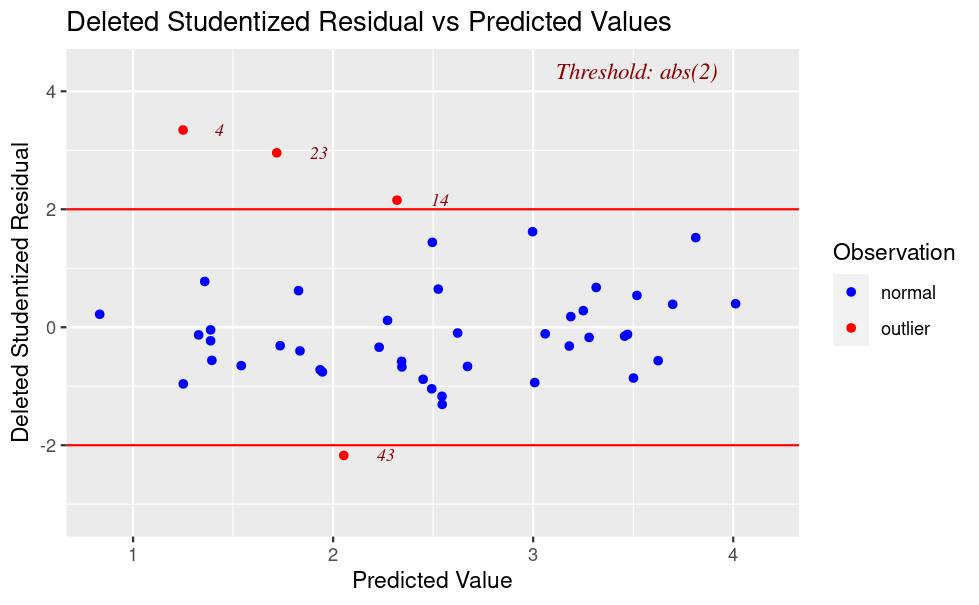 Deleted Studentized Residual vs Predicted Values
Threshold: abs(2)
4
2
0
-2
Deleted Studentized Residual
4
23
14
43
1
2
3
4
Predicted Value
Observation
normal
outlier